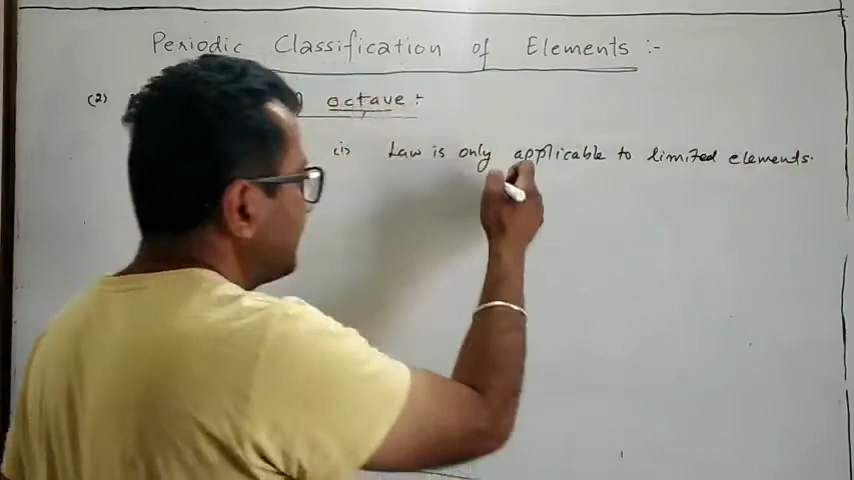 Periodic Classification of Elements :-
(2) octave :-
(i) Law is only applicable to limited elements.